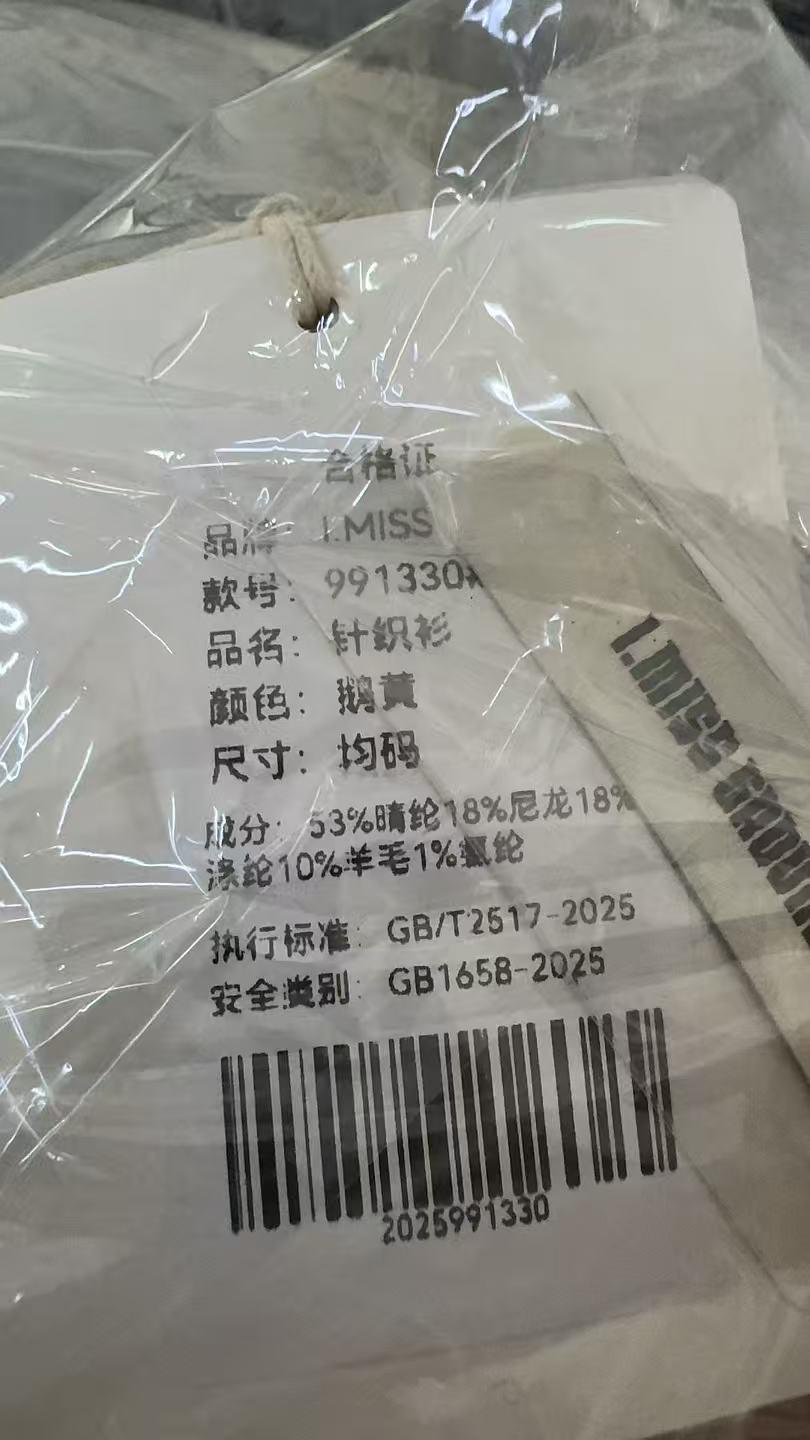 合格证
品牌: I.MISS
款号: 991330#
品名: 针织衫
颜色: 鹅黄
尺寸: 均码
成分: 53%晴纶18%尼龙18%
涤纶10%羊毛1%氨纶
执行标准: GB/T2517-2025
安全类别: GB1658-2025
2025991330
I.MISS